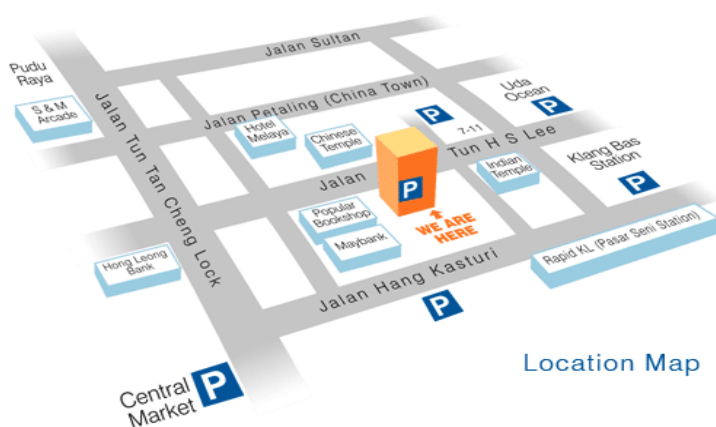 Jalan Sultan
Pudu
Raya
S & M
Arcade
Jalan Petaling (China Town)
P
Uda
Ocean
P
Hotel
Melaya
Chinese
Temple
7-11
Jalan Tun H S Lee
Jalan Tun Tan Cheng Lock
Indian
Temple
Klang Bas
Station
P
P
Popular
Bookshop
WE ARE
HERE
Maybank
Rapid KL (Pasar Seni Station)
Hong Leong
Bank
Jalan Hang Kasturi
P
Location Map
Central
Market
P